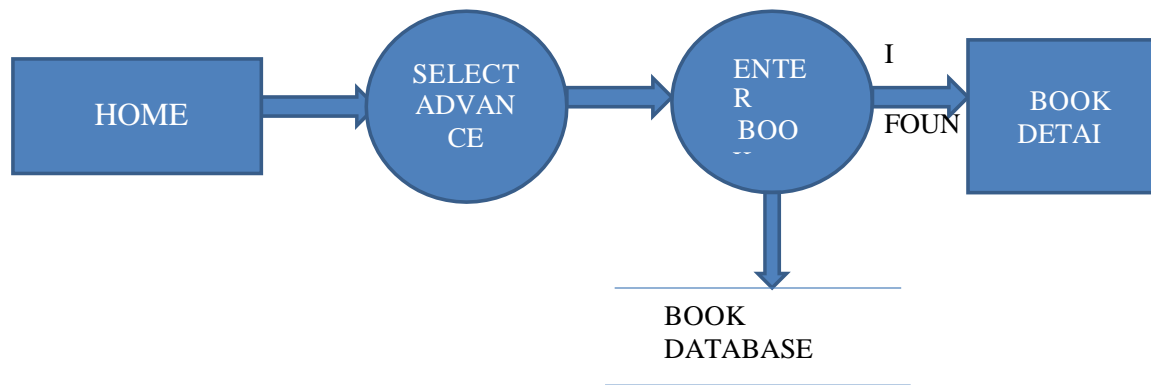 HOME
SELECT
ADVAN
CE
ENTE
R
BOO
I
FOUN
BOOK
DETAI
BOOK
DATABASE